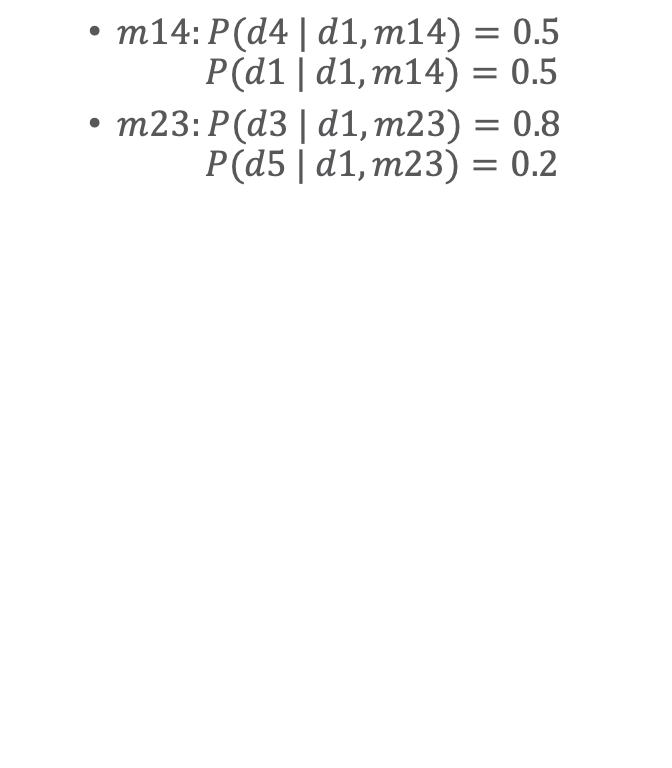 • m14: P(d4 | d1, m14) = 0.5
P(d1 | d1, m14) = 0.5
• m23: P(d3 | d1, m23) = 0.8
P(d5 | d1, m23) = 0.2